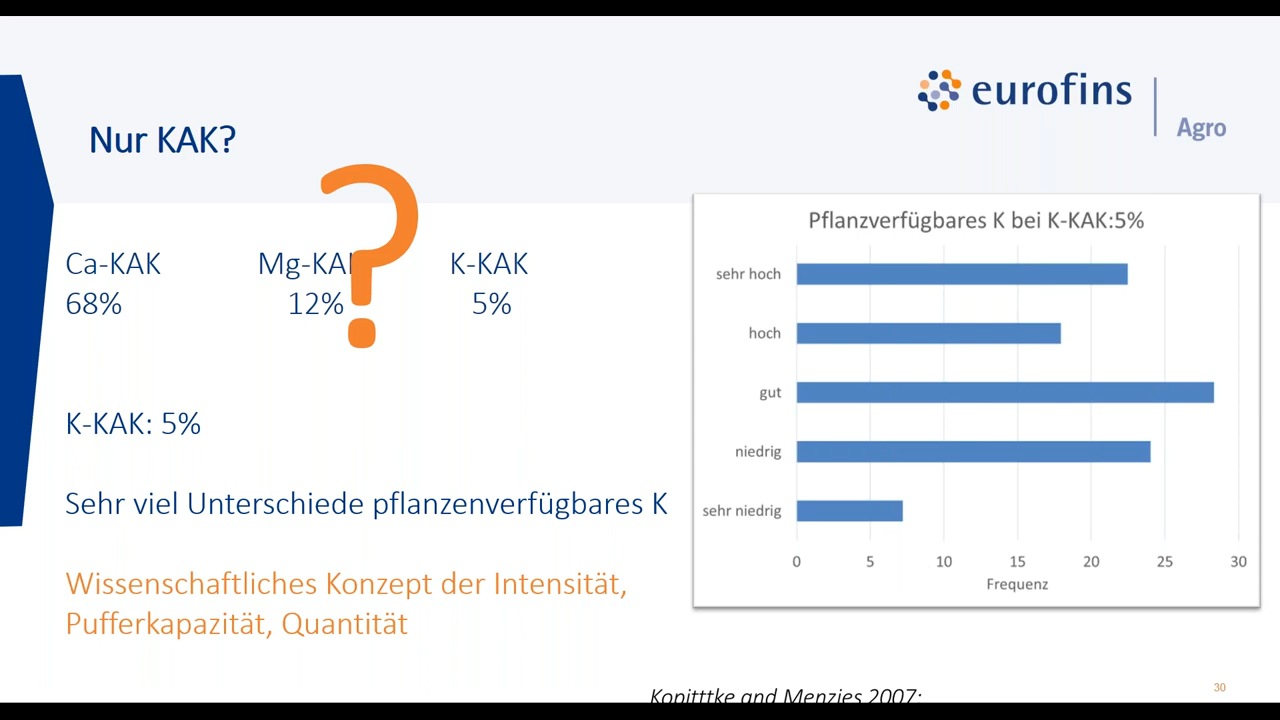 eurofins
Agro
Nur KAK?
?
Ca-KAK
Mg-KAK
K-KAK
68%
12%
5%
K-KAK: 5%
Sehr viel Unterschiede pflanzenverfügbares K
Wissenschaftliches Konzept der Intensität,
Pufferkapazität, Quantität
Pflanzverfügbares K bei K-KAK:5%
sehr hoch
hoch
gut
niedrig
sehr niedrig
0 5 10 15 20 25 30
Frequenz
Kopitttke and Menzies 2007:
30